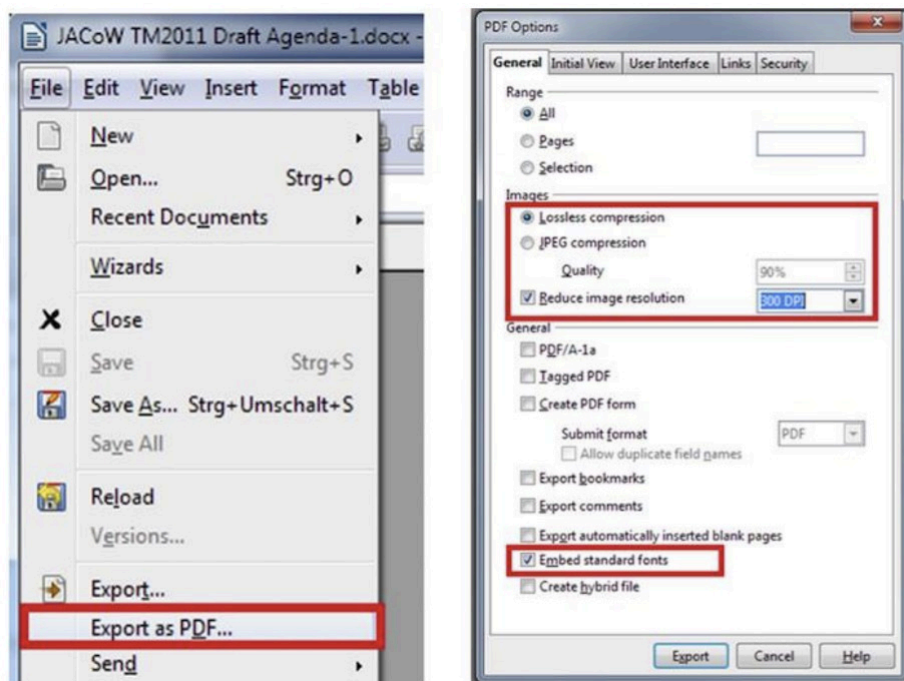 JACoW TM2011 Draft Agenda-1.docx -
File Edit View Insert Format Table
New
Open... Strg+O
Recent Documents
Wizards
Close
Save Strg+S
Save As... Strg+Umschalt+S
Save All
Reload
Versions...
Export...
Export as PDF...
Send
PDF Options
General Initial View User Interface Links Security
Range
All
Pages
Selection
Images
Lossless compression
JPEG compression
Quality 90%
Reduce image resolution 300 DPI
General
PDF/A-1a
Tagged PDF
Create PDF form
Submit format PDF
Allow duplicate field names
Export bookmarks
Export comments
Export automatically inserted blank pages
Embed standard fonts
Create hybrid file
Export Cancel Help